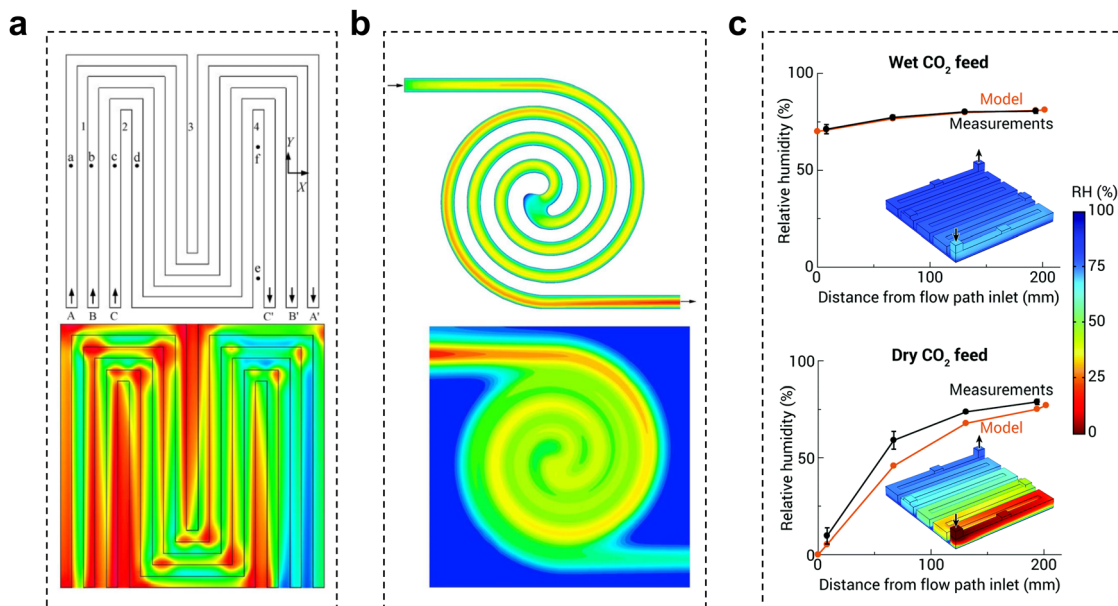 a
1
2
3
4
a
b
c
d
f
Y
X
e
A
B
C
C'
B'
A'
b
c
Wet CO2 feed
100
50
0
Relative humidity (%)
Model
Measurements
0
100
200
Distance from flow path inlet (mm)
RH (%)
100
75
50
25
0
Dry CO2 feed
100
50
0
Relative humidity (%)
Measurements
Model
0
100
200
Distance from flow path inlet (mm)